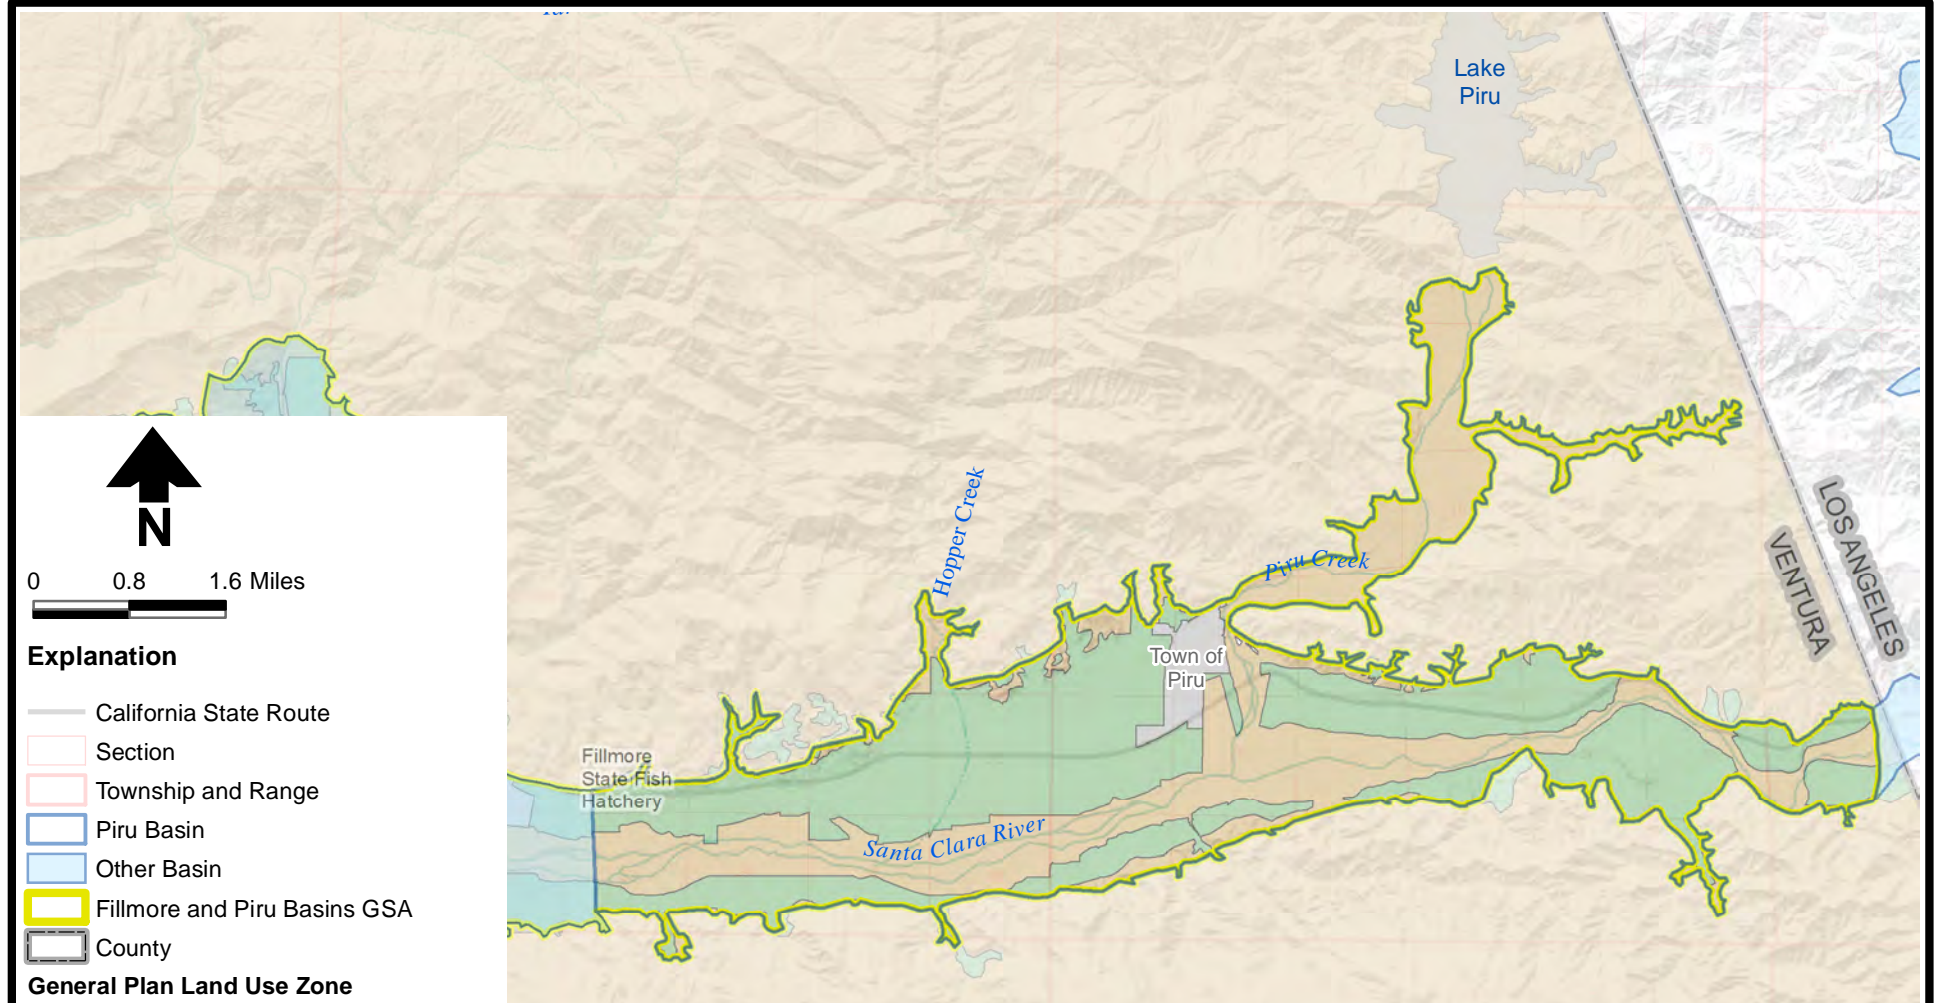 Lake
Piru
LOS ANGELES
VENTURA
Hopper Creek
Piru Creek
Town of
Piru
Fillmore
State Fish
Hatchery
Santa Clara River
N
0 0.8 1.6 Miles
Explanation
California State Route
Section
Township and Range
Piru Basin
Other Basin
Fillmore and Piru Basins GSA
County
General Plan Land Use Zone